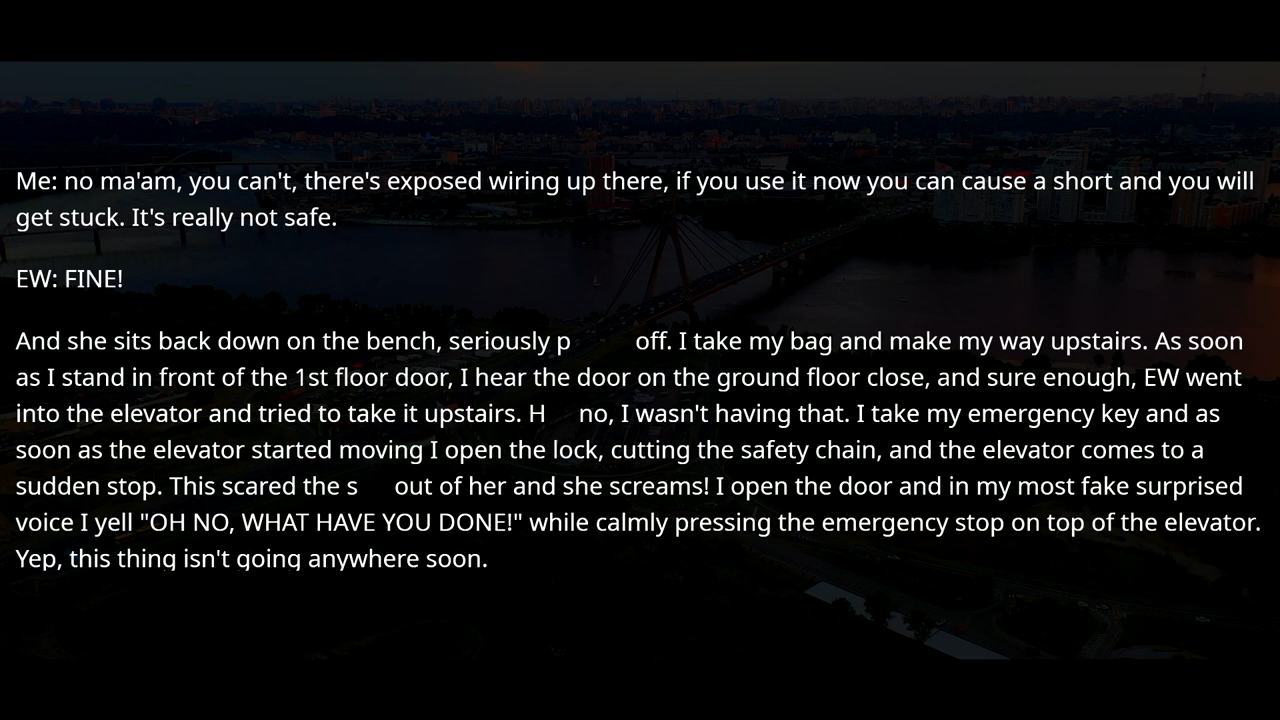 Me: no ma'am, you can't, there's exposed wiring up there, if you use it now you can cause a short and you will
get stuck. It's really not safe.
EW: FINE!
And she sits back down on the bench, seriously p off. I take my bag and make my way upstairs. As soon
as I stand in front of the 1st floor door, I hear the door on the ground floor close, and sure enough, EW went
into the elevator and tried to take it upstairs. H no, I wasn't having that. I take my emergency key and as
soon as the elevator started moving I open the lock, cutting the safety chain, and the elevator comes to a
sudden stop. This scared the s out of her and she screams! I open the door and in my most fake surprised
voice I yell "OH NO, WHAT HAVE YOU DONE!" while calmly pressing the emergency stop on top of the elevator.
Yep, this thing isn't going anywhere soon.